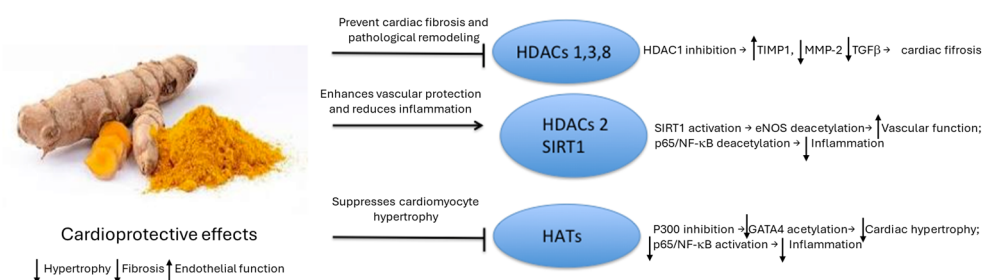 Prevent cardiac fibrosis and
pathological remodeling
HDACs 1,3,8
HDAC1 inhibition → ↑TIMP1, ↓MMP-2 ↓TGFβ→ cardiac fifrosis
Enhances vascular protection
and reduces inflammation
HDACs 2
SIRT1
SIRT1 activation → eNOS deacetylation→ ↑Vascular function;
p65/NF-κB deacetylation → ↓Inflammation
Suppresses cardiomyocyte
hypertrophy
HATs
P300 inhibition →↓GATA4 acetylation→ ↓Cardiac hypertrophy;
↓p65/NF-κB activation → ↓Inflammation
Cardioprotective effects
↓Hypertrophy ↓Fibrosis ↑Endothelial function